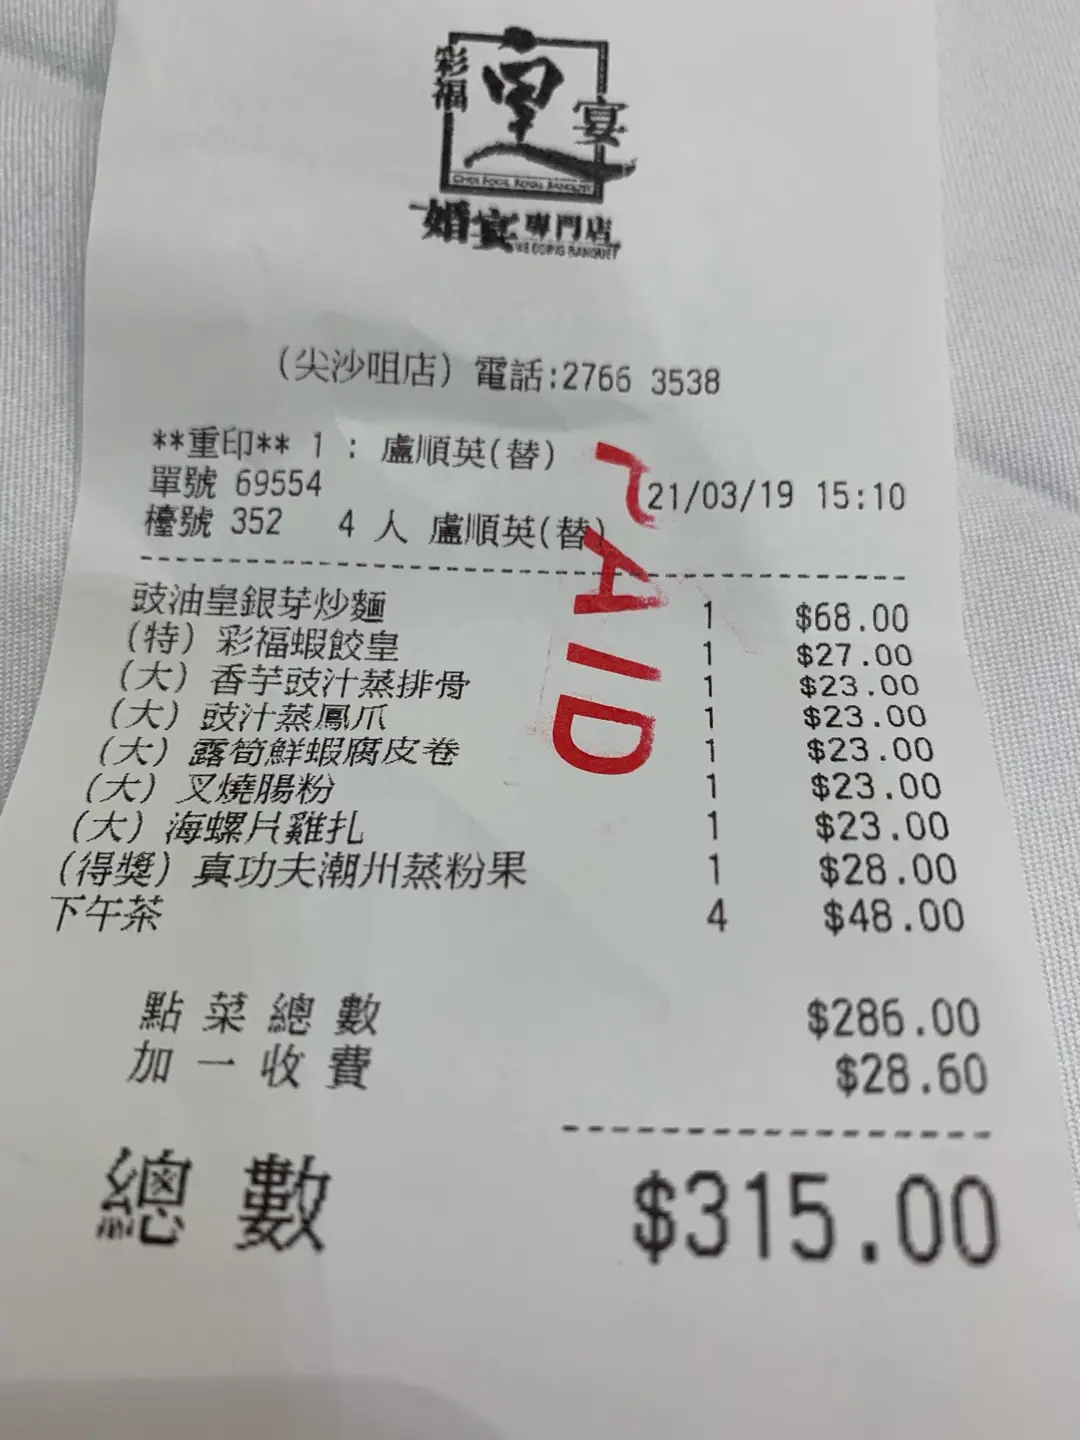 彩福 皇 宴
CHOI FOOK ROYAL BANQUET
婚宴專門店
WEDDING BANQUET
(尖沙咀店) 電話:2766 3538
**重印** 1 : 盧順英(替)
單號 69554 21/03/19 15:10
檯號 352 4 人 盧順英(替)
PAID
豉油皇銀芽炒麵 1 $68.00
(特) 彩福蝦餃皇 1 $27.00
(大) 香芋豉汁蒸排骨 1 $23.00
(大) 豉汁蒸鳳爪 1 $23.00
(大) 露筍鮮蝦腐皮卷 1 $23.00
(大) 叉燒腸粉 1 $23.00
(大) 海螺片雞扎 1 $23.00
(得獎) 真功夫潮州蒸粉果 1 $28.00
下午茶 4 $48.00
點菜總數 $286.00
加一收費 $28.60
總數 $315.00